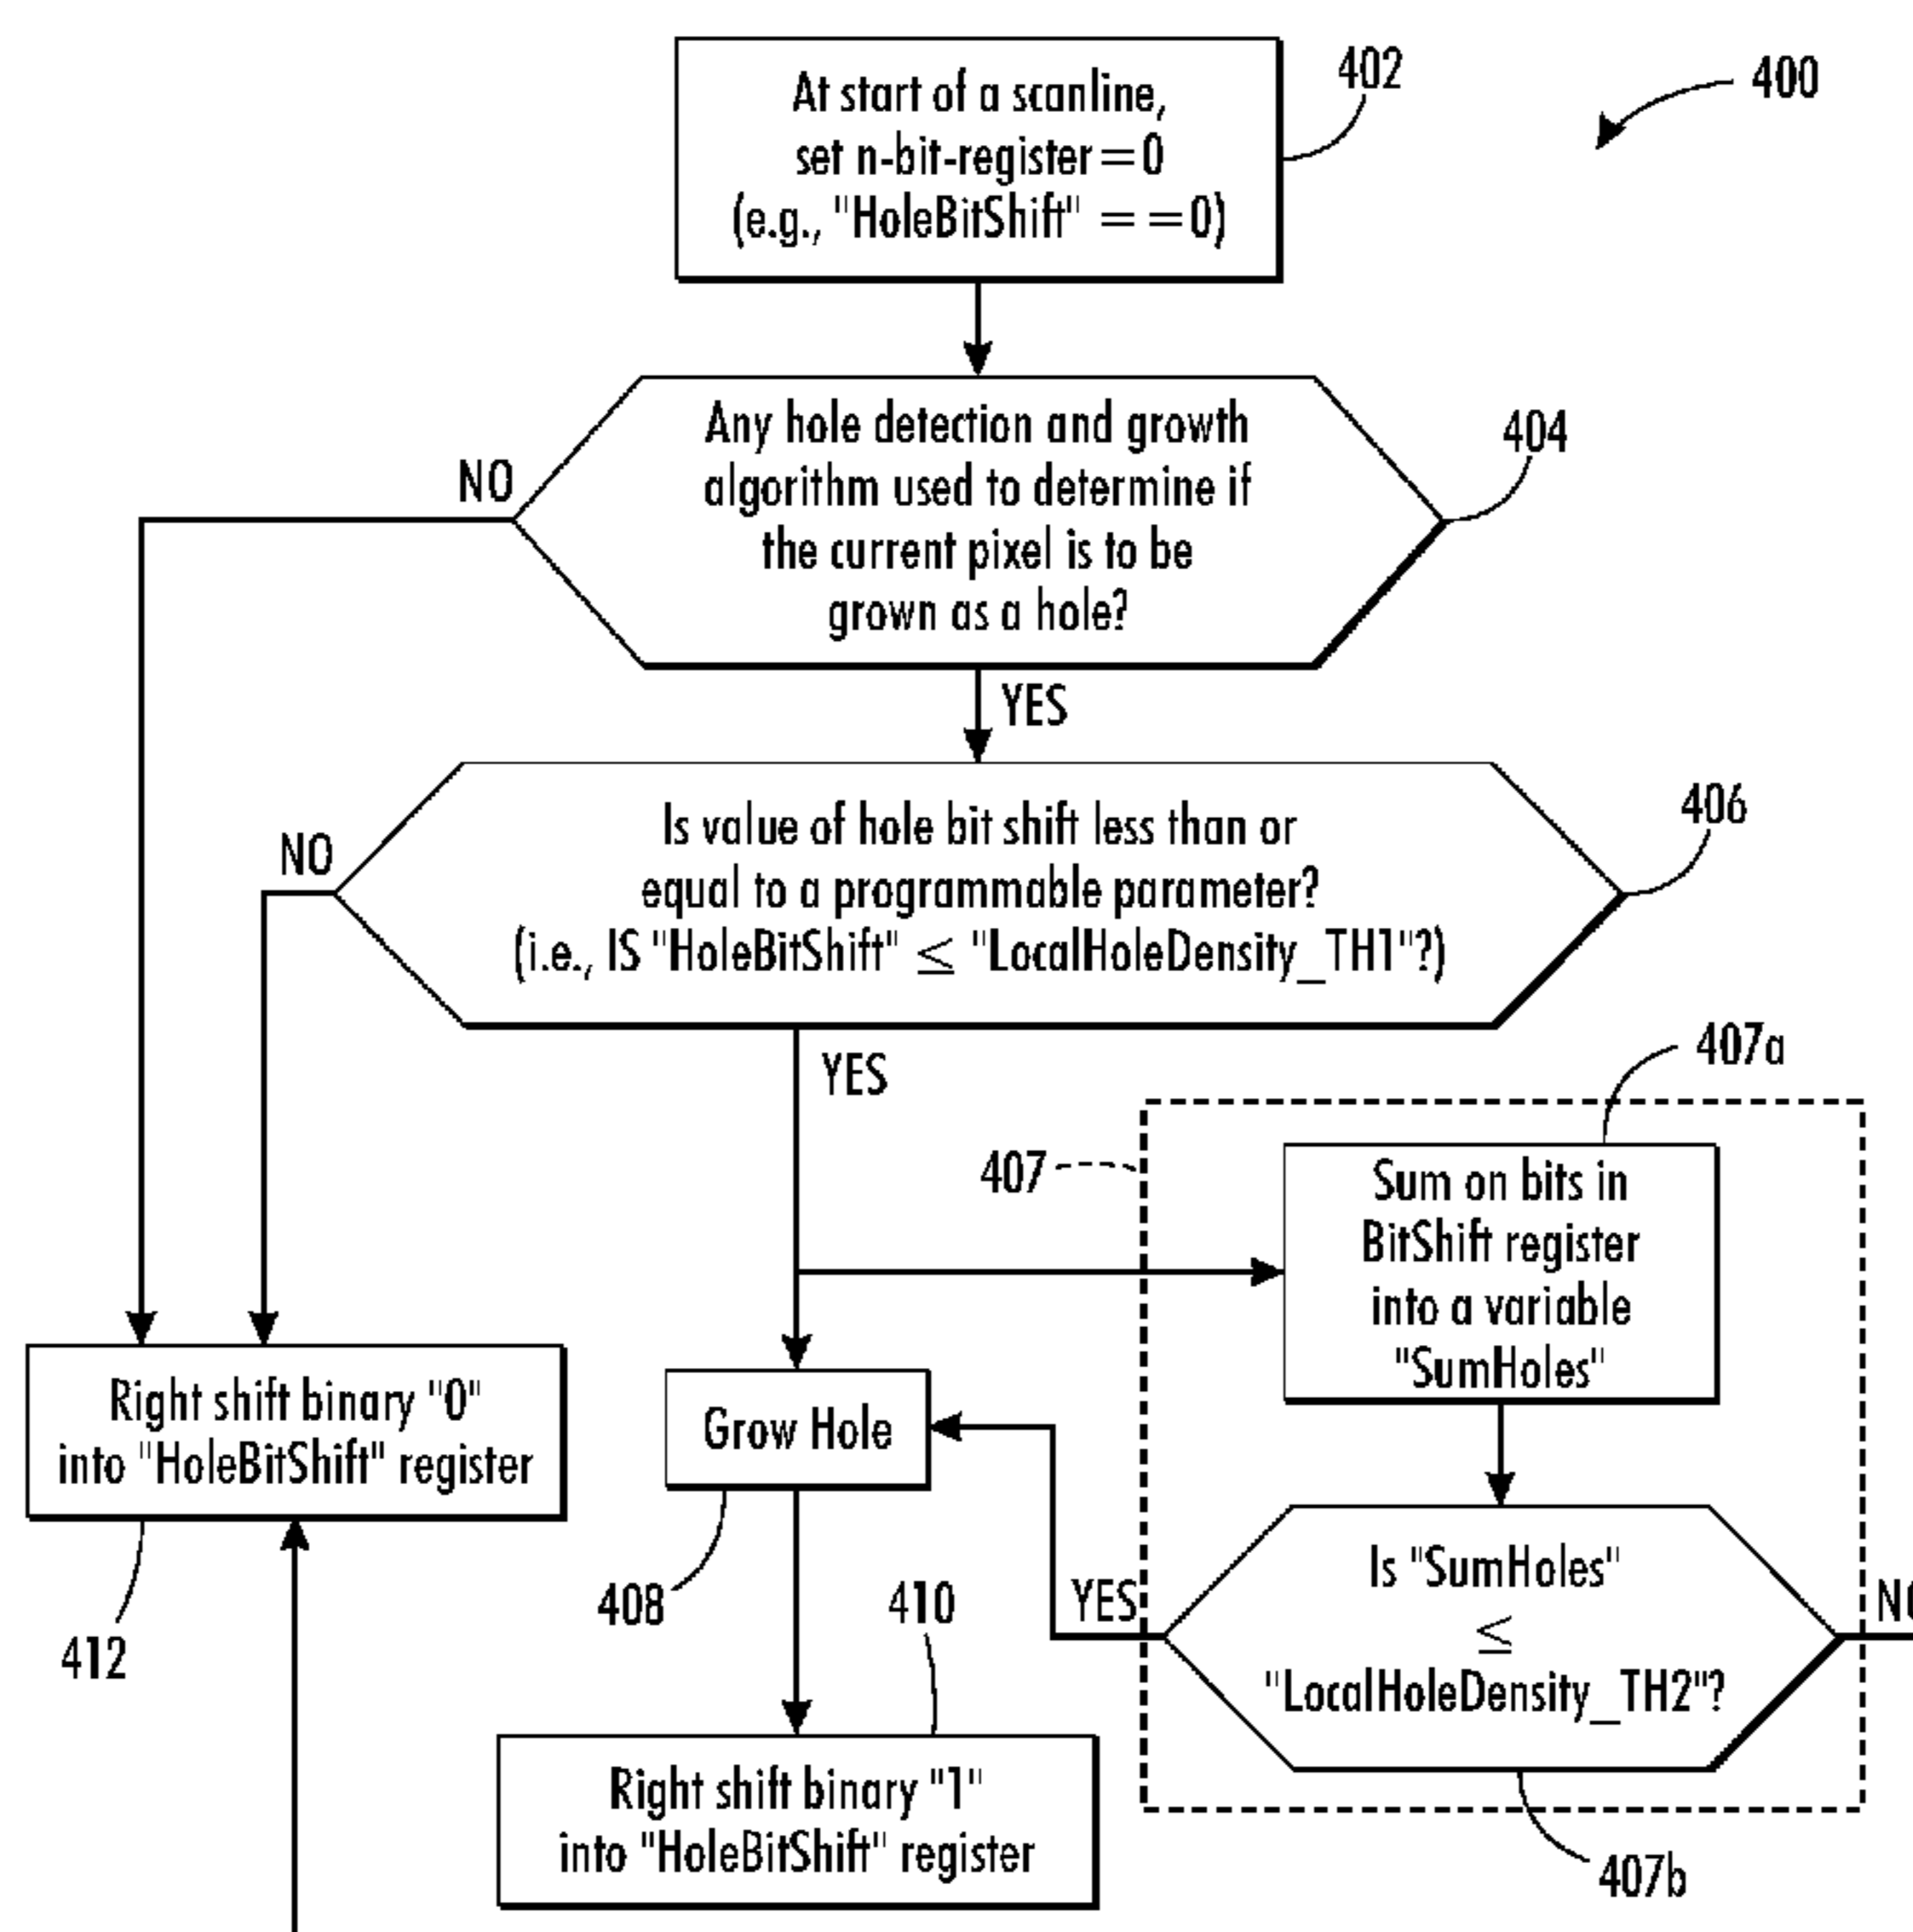 At start of a scanline,
set n-bit-register=0
(e.g., "HoleBitShift" ==0)
402
400
Any hole detection and growth
algorithm used to determine if
the current pixel is to be
grown as a hole?
404
NO
YES
Is value of hole bit shift less than or
equal to a programmable parameter?
(i.e., IS "HoleBitShift" ≤ "LocalHoleDensity_TH1"?)
406
NO
YES
407a
407
Sum on bits in
BitShift register
into a variable
"SumHoles"
Right shift binary "0"
into "HoleBitShift" register
412
Grow Hole
408
410
YES
Is "SumHoles"
≤
"LocalHoleDensity_TH2"?
NO
Right shift binary "1"
into "HoleBitShift" register
407b